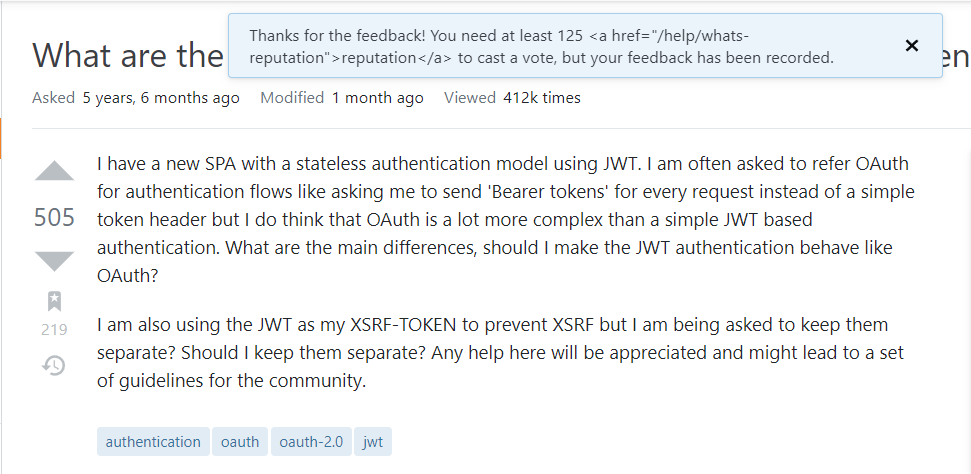 Thanks for the feedback! You need at least 125 <a href="/help/whats-
reputation">reputation</a> to cast a vote, but your feedback has been recorded.
What are the
Asked 5 years, 6 months ago Modified 1 month ago Viewed 412k times
I have a new SPA with a stateless authentication model using JWT. I am often asked to refer OAuth
for authentication flows like asking me to send 'Bearer tokens' for every request instead of a simple
token header but I do think that OAuth is a lot more complex than a simple JWT based
authentication. What are the main differences, should I make the JWT authentication behave like
OAuth?
505
219
I am also using the JWT as my XSRF-TOKEN to prevent XSRF but I am being asked to keep them
separate? Should I keep them separate? Any help here will be appreciated and might lead to a set
of guidelines for the community.
authentication oauth oauth-2.0 jwt